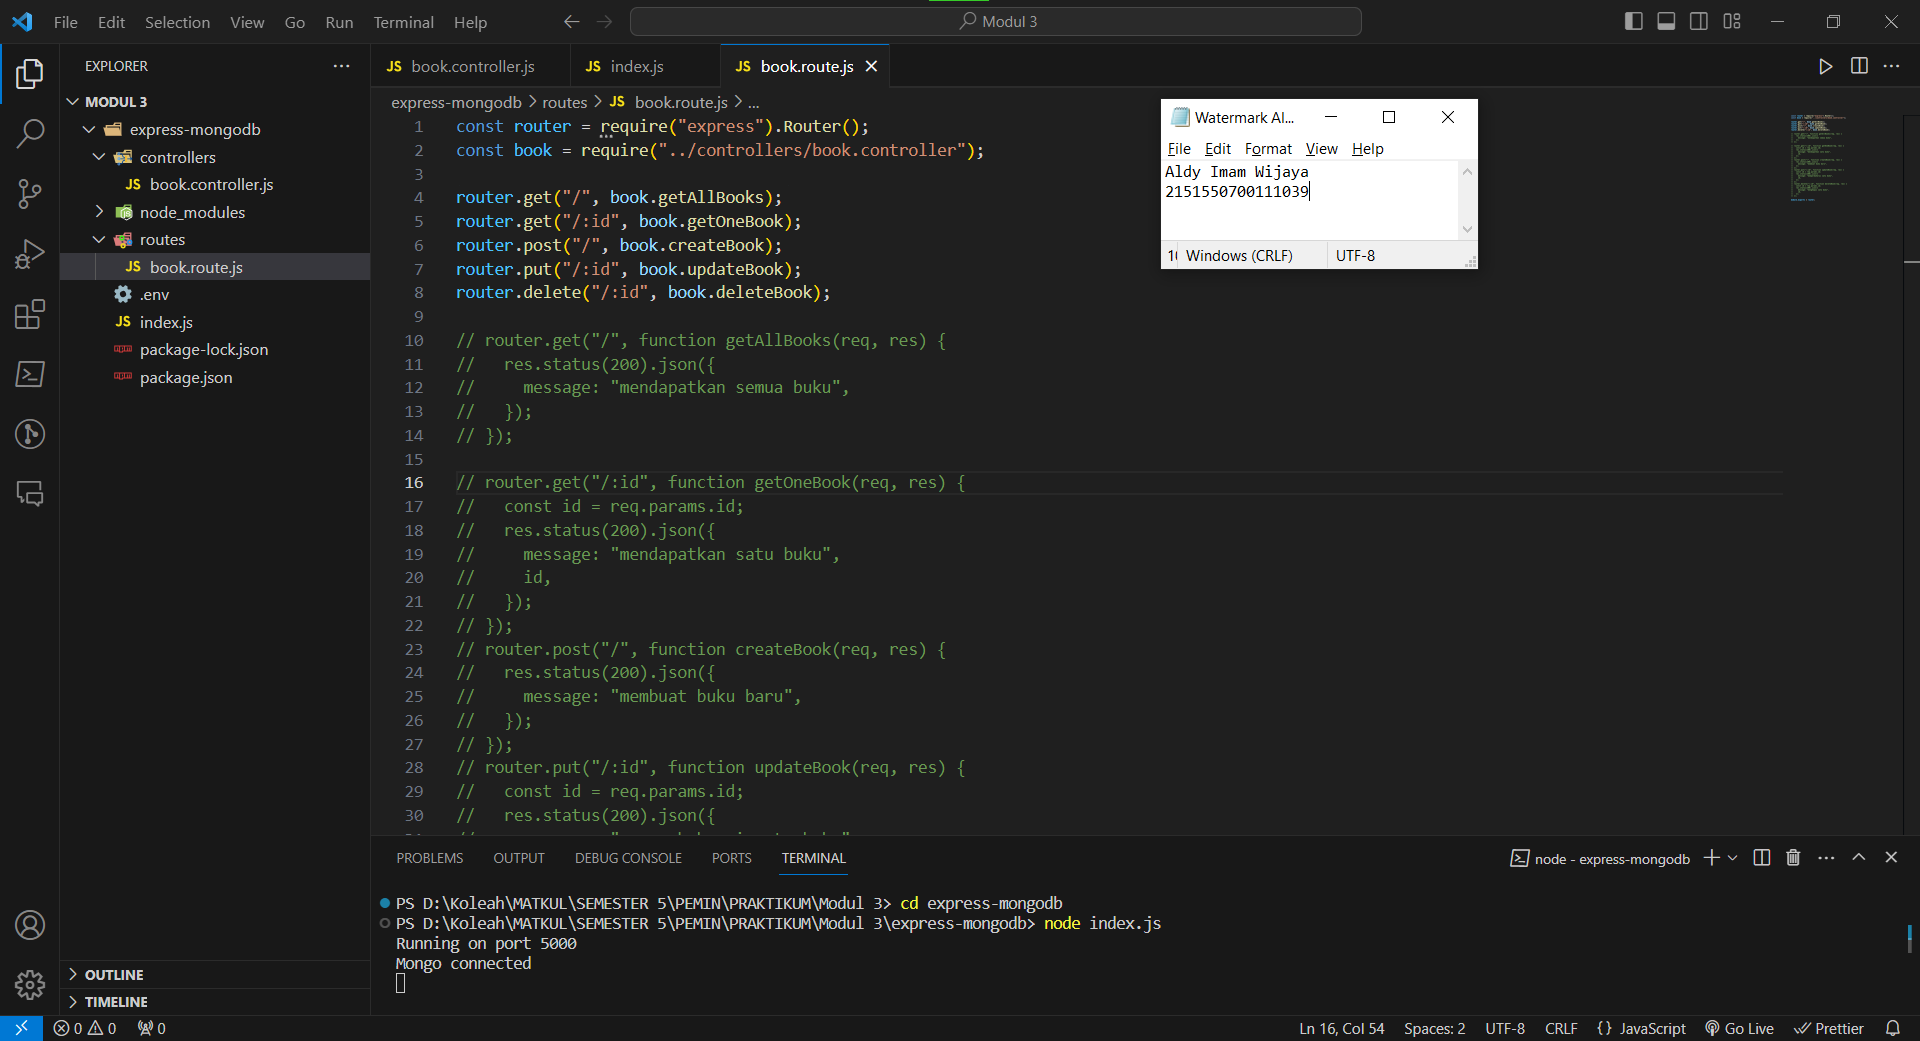 File Edit Selection View Go Run Terminal Help
Modul 3
EXPLORER
MODUL 3
express-mongodb
controllers
JS book.controller.js
node_modules
routes
JS book.route.js
.env
JS index.js
package-lock.json
package.json
OUTLINE
TIMELINE
JS book.controller.js
JS index.js
JS book.route.js
express-mongodb > routes > JS book.route.js > ...
1 const router = require("express").Router();
2 const book = require("../controllers/book.controller");
3
4 router.get("/", book.getAllBooks);
5 router.get("/:id", book.getOneBook);
6 router.post("/", book.createBook);
7 router.put("/:id", book.updateBook);
8 router.delete("/:id", book.deleteBook);
9
10 // router.get("/", function getAllBooks(req, res) {
11 //   res.status(200).json({
12 //     message: "mendapatkan semua buku",
13 //   });
14 // });
15
16 // router.get("/:id", function getOneBook(req, res) {
17 //   const id = req.params.id;
18 //   res.status(200).json({
19 //     message: "mendapatkan satu buku",
20 //     id,
21 //   });
22 // });
23 // router.post("/", function createBook(req, res) {
24 //   res.status(200).json({
25 //     message: "membuat buku baru",
26 //   });
27 // });
28 // router.put("/:id", function updateBook(req, res) {
29 //   const id = req.params.id;
30 //   res.status(200).json({
Watermark Al...
File Edit Format View Help
Aldy Imam Wijaya
2151550700111039
Windows (CRLF) UTF-8
PROBLEMS OUTPUT DEBUG CONSOLE PORTS TERMINAL
node - express-mongodb
PS D:\Koleah\MATKUL\SEMESTER 5\PEMIN\PRAKTIKUM\Modul 3> cd express-mongodb
PS D:\Koleah\MATKUL\SEMESTER 5\PEMIN\PRAKTIKUM\Modul 3\express-mongodb> node index.js
Running on port 5000
Mongo connected
0 0 0
Ln 16, Col 54 Spaces: 2 UTF-8 CRLF {} JavaScript Go Live Prettier